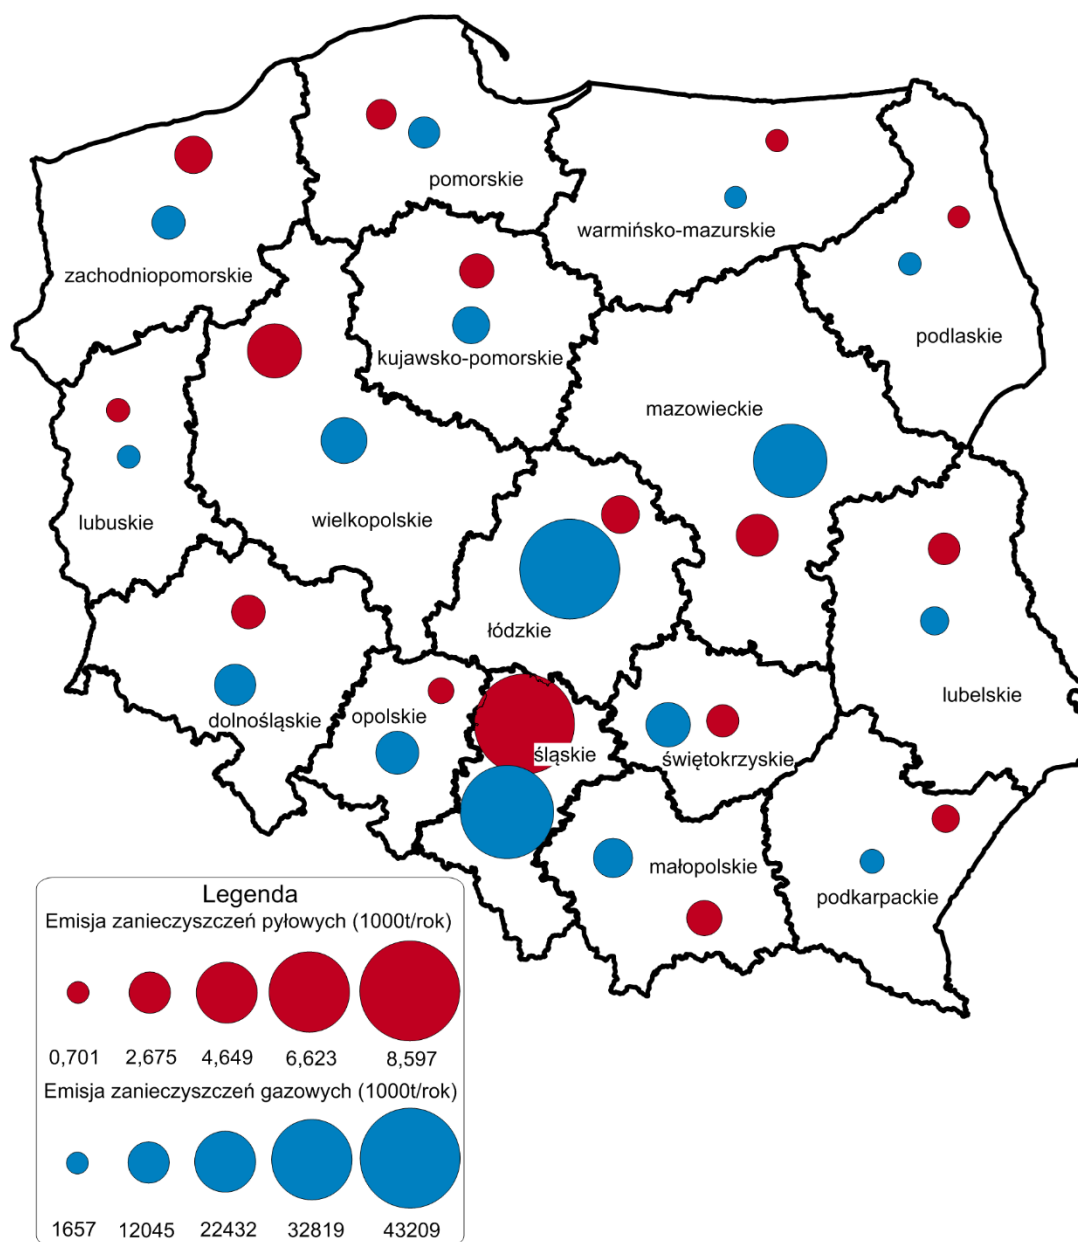 pomorskie
warmińsko-mazurskie
zachodniopomorskie
podlaskie
kujawsko-pomorskie
mazowieckie
lubuskie
wielkopolskie
łódzkie
lubelskie
dolnośląskie
opolskie
śląskie
świętokrzyskie
małopolskie
podkarpackie
Legenda
Emisja zanieczyszczeń pyłowych (1000t/rok)
0,701 2,675 4,649 6,623 8,597
Emisja zanieczyszczeń gazowych (1000t/rok)
1657 12045 22432 32819 43209